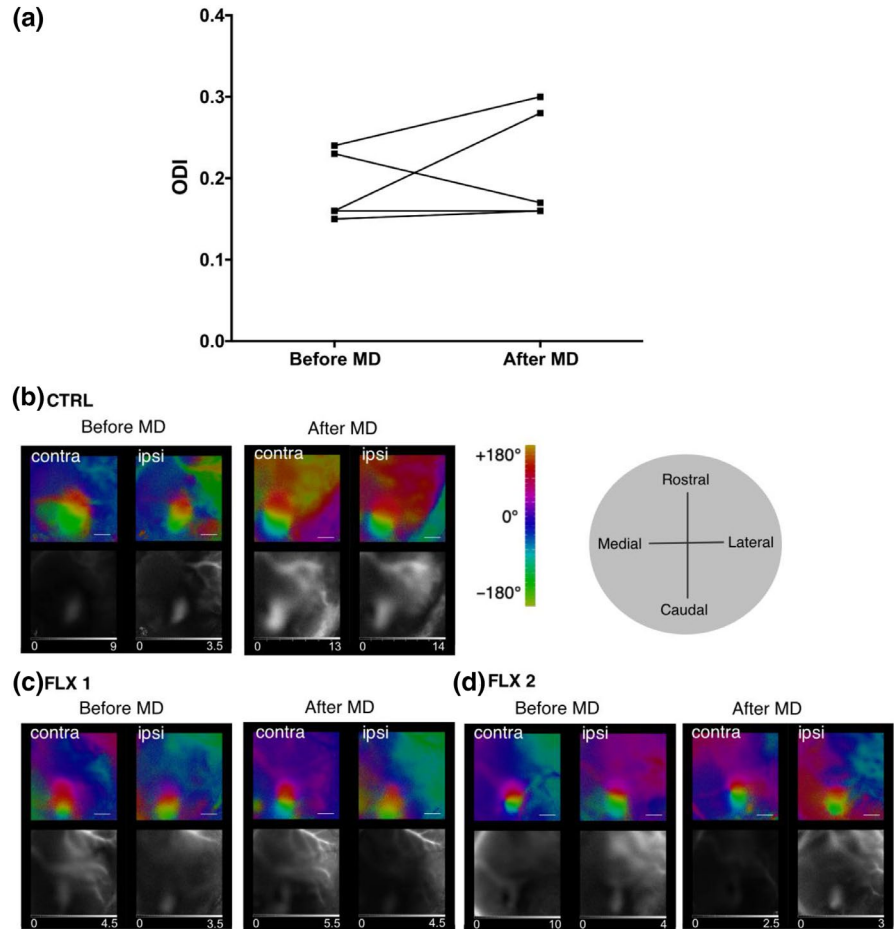 (a)
0.4
0.3
0.2
0.1
0.0
ODI
Before MD After MD
(b) CTRL
Before MD After MD
contra ipsi contra ipsi
0 9 0 3.5 0 13 0 14
+180°
0°
−180°
Rostral
Medial Lateral
Caudal
(c) FLX 1
Before MD After MD
contra ipsi contra ipsi
0 4.5 0 3.5 0 5.5 0 4.5
(d) FLX 2
Before MD After MD
contra ipsi contra ipsi
0 10 0 4 0 2.5 0 3